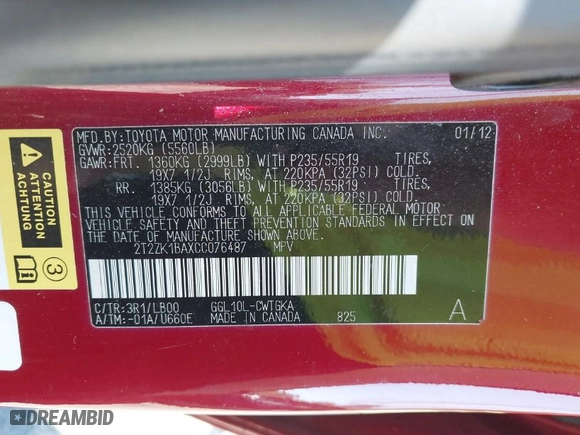 MFD.BY:TOYOTA MOTOR MANUFACTURING CANADA INC. 01/12
GVWR:2520KG (5560LB)
GAWR:FRT. 1360KG (2999LB) WITH P235/55R19 TIRES,
19X7 1/2J RIMS, AT 220KPA (32PSI) COLD.
RR. 1385KG (3056LB) WITH P235/55R19 TIRES,
19X7 1/2J RIMS, AT 220KPA (32PSI) COLD.
THIS VEHICLE CONFORMS TO ALL APPLICABLE FEDERAL MOTOR
VEHICLE SAFETY AND THEFT PREVENTION STANDARDS IN EFFECT
ON THE DATE OF MANUFACTURE SHOWN ABOVE.
2T2ZK1BAXCC076487 MPV
C/TR:3R1/LB00 GGL10L-CWTGKA
A/TM:-01A/U660E MADE IN CANADA 825
A
CAUTION
ATTENTION
ACHTUNG
3
DREAMBID